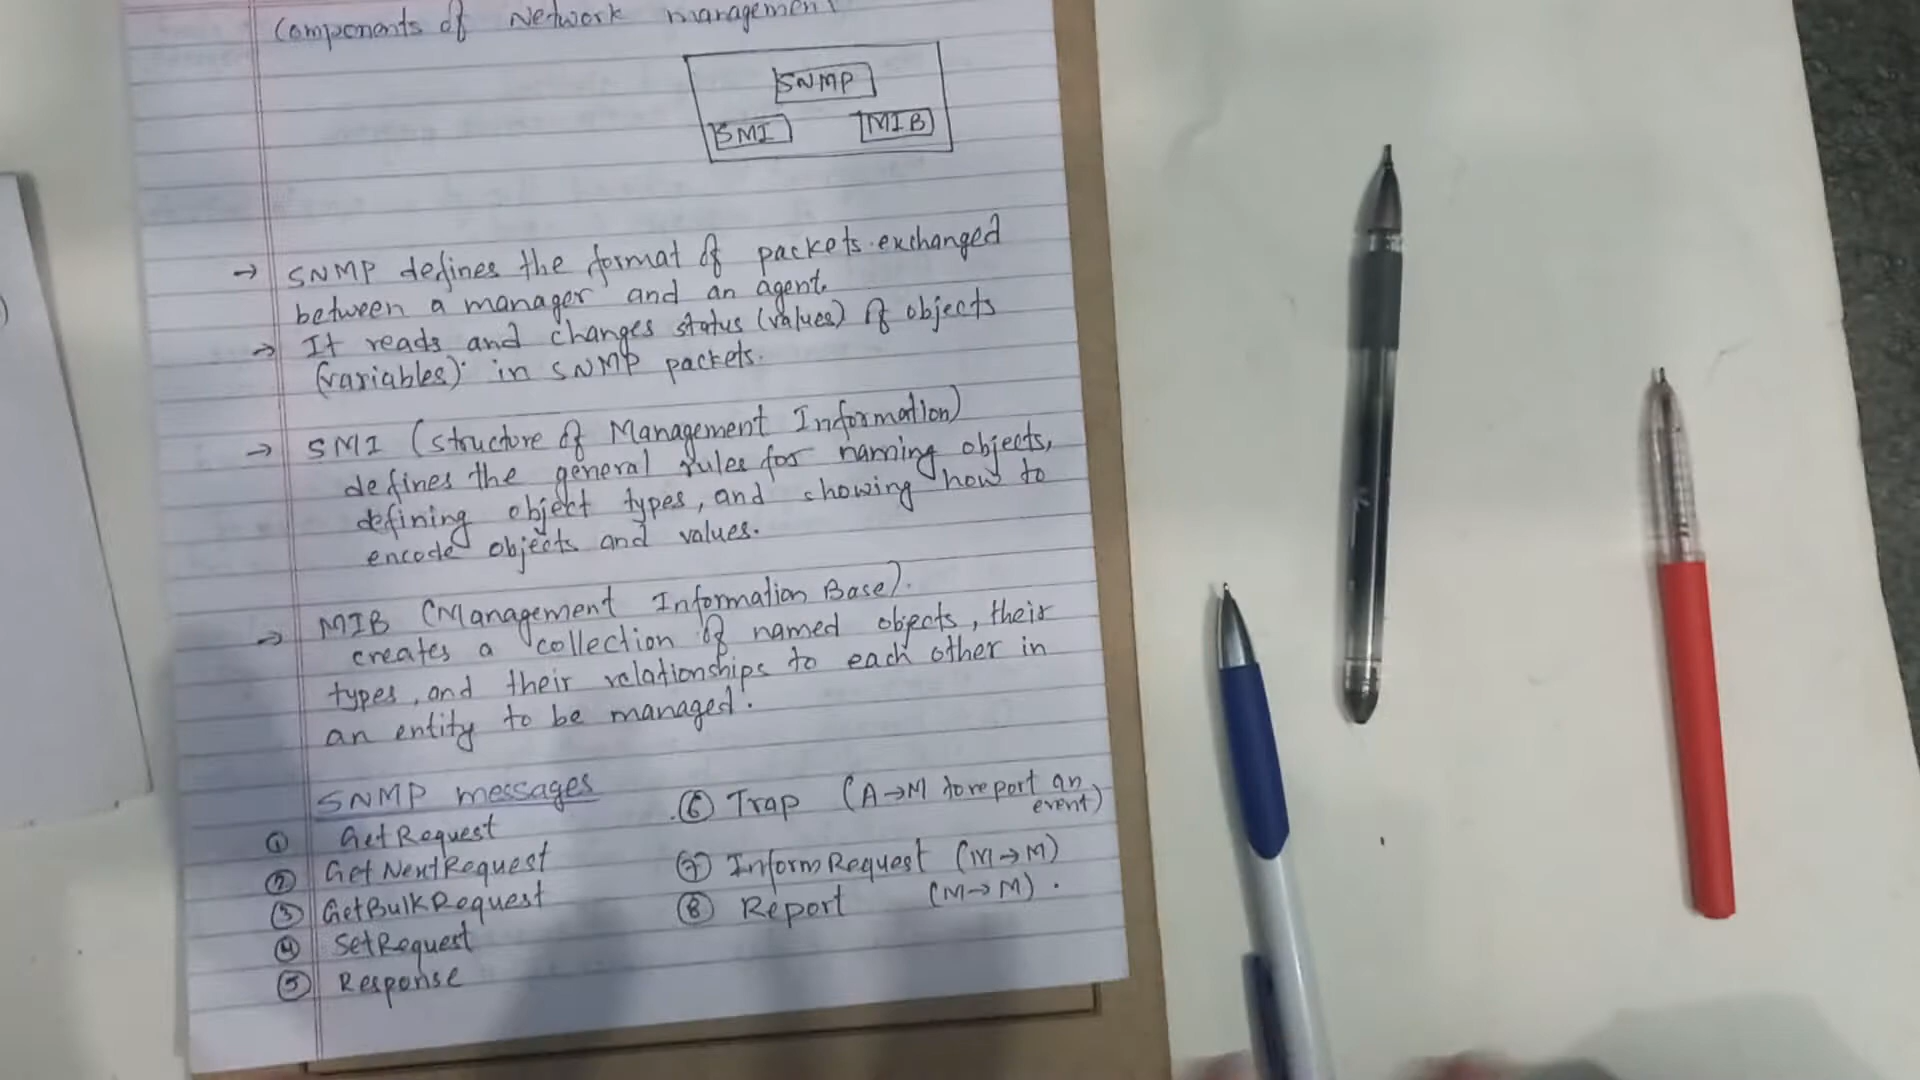 Components of Network management
SNMP
SMI
MIB
→ SNMP defines the format of packets exchanged
between a manager and an agent.
→ It reads and changes status (values) of objects
(variables) in SNMP packets.
→ SMI (Structure of Management Information)
defines the general rules for naming objects,
defining object types, and showing how to
encode objects and values.
→ MIB (Management Information Base).
creates a collection of named objects, their
types, and their relationships to each other in
an entity to be managed.
SNMP messages
① GetRequest
② GetNextRequest
③ GetBulkRequest
④ SetRequest
⑤ Response
⑥ Trap (A→M to report an
event)
⑦ InformRequest (M→M)
⑧ Report (M→M).